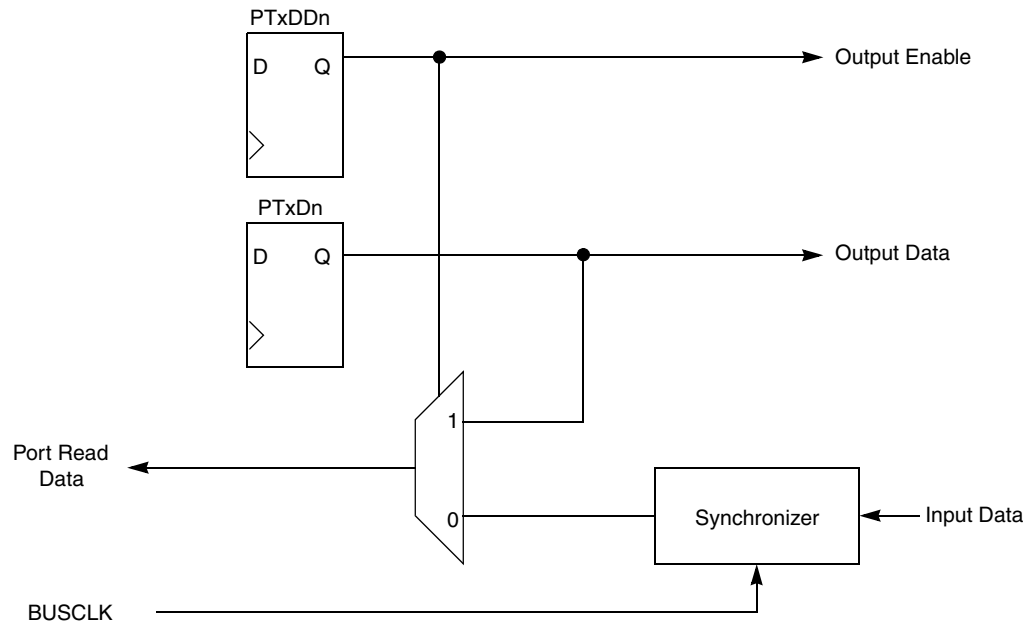 PTxDDn
D Q
Output Enable
PTxDn
D Q
Output Data
1
Port Read
Data
0
Synchronizer
Input Data
BUSCLK